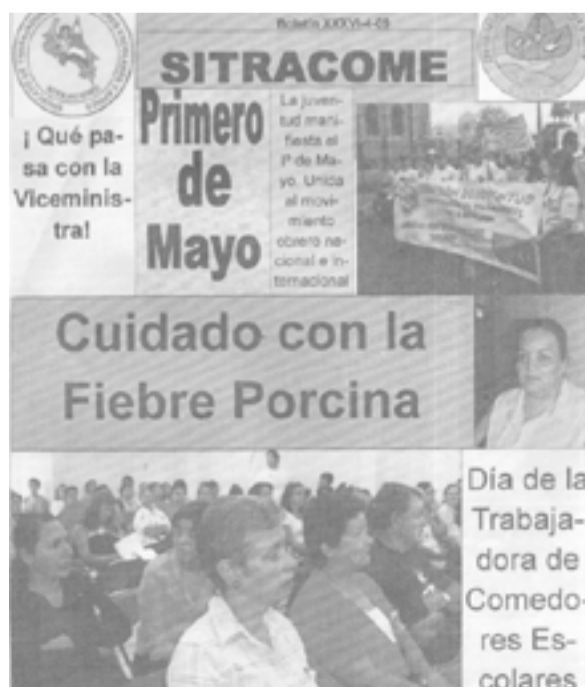 Boletín XXXVI-4-09
SITRACOME
¡ Qué pa-
sa con la
Viceminis-
tra!
Primero
de
Mayo
La juven-
tud mani-
fiesta el
1º de Ma-
yo. Unida
al movi-
miento
obrero na-
cional e in-
ternacional
Cuidado con la
Fiebre Porcina
Día de la
Trabaja-
dora de
Comedo-
res Es-
colares